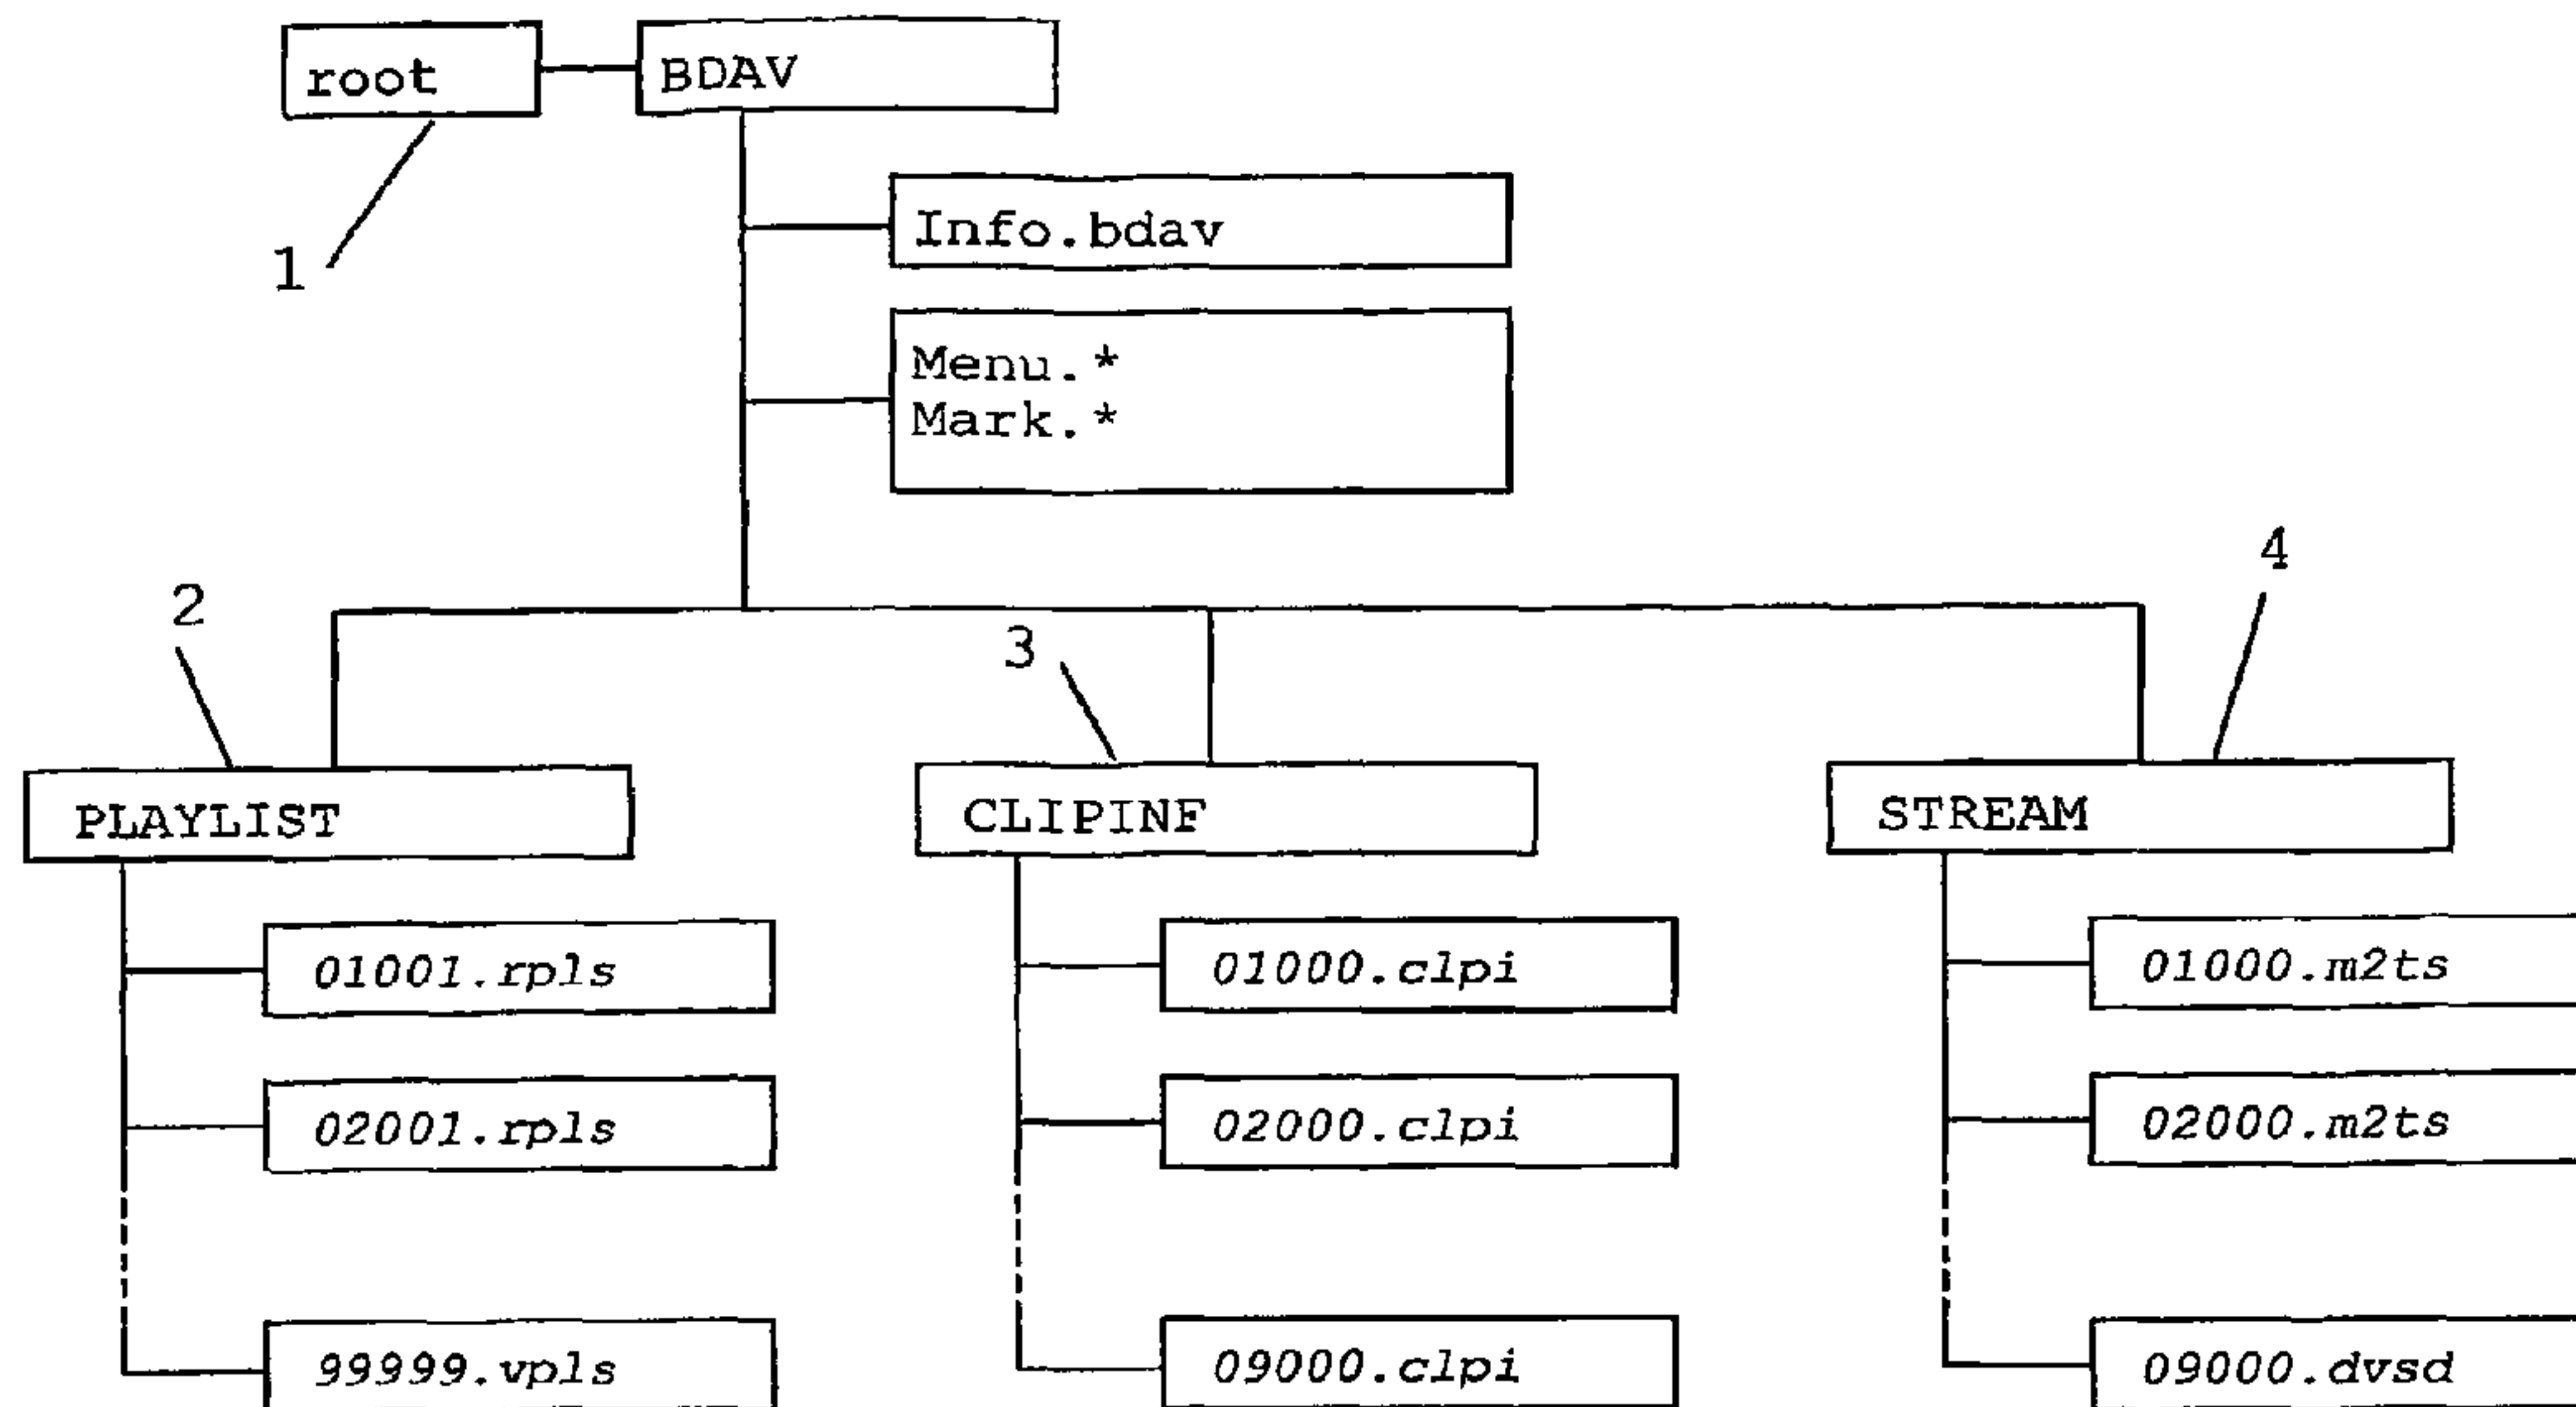 root
BDAV
1
Info.bdav
Menu.*
Mark.*
2
3
4
PLAYLIST
CLIPINF
STREAM
01001.rpls
01000.clpi
01000.m2ts
02001.rpls
02000.clpi
02000.m2ts
99999.vpls
09000.clpi
09000.dvsd